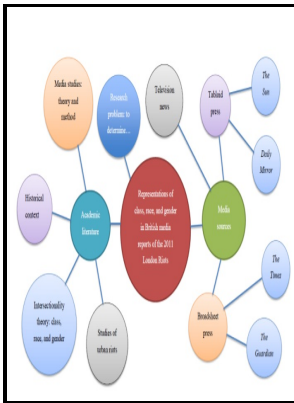 Media studies:
theory and
method
Research
problem: to
determine...
Television
news
Tabloid
press
The
Sun
Daily
Mirror
Historical
context
Academic
literature
Representations of
class, race, and gender
in British media
reports of the 2011
London Riots
Media
sources
The
Times
Intersectionality
theory: class,
race, and gender
Studies of
urban riots
Broadsheet
press
The
Guardian